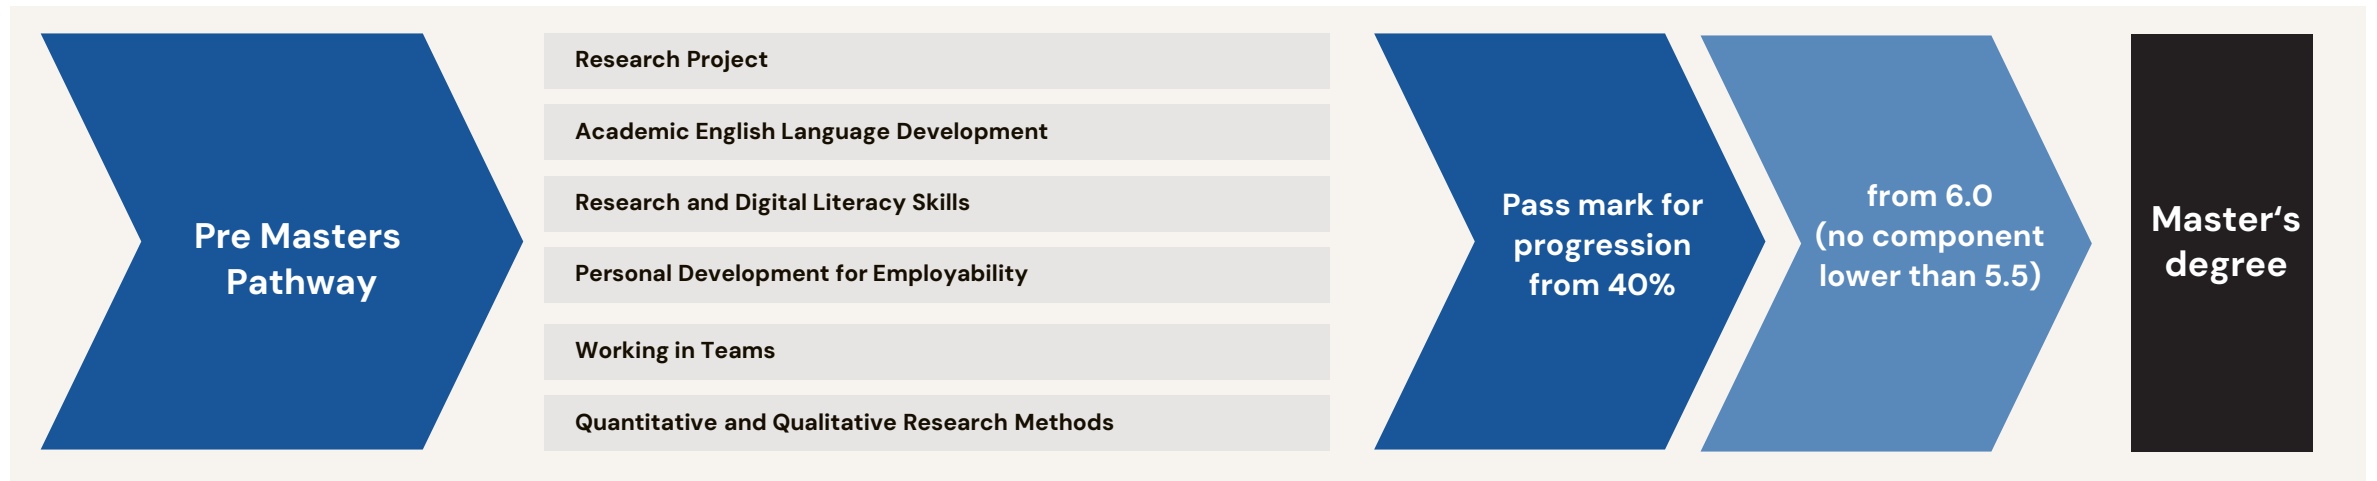 Pre Masters
Pathway
Research Project
Academic English Language Development
Research and Digital Literacy Skills
Personal Development for Employability
Working in Teams
Quantitative and Qualitative Research Methods
Pass mark for
progression
from 40%
from 6.0
(no component
lower than 5.5)
Master‘s
degree